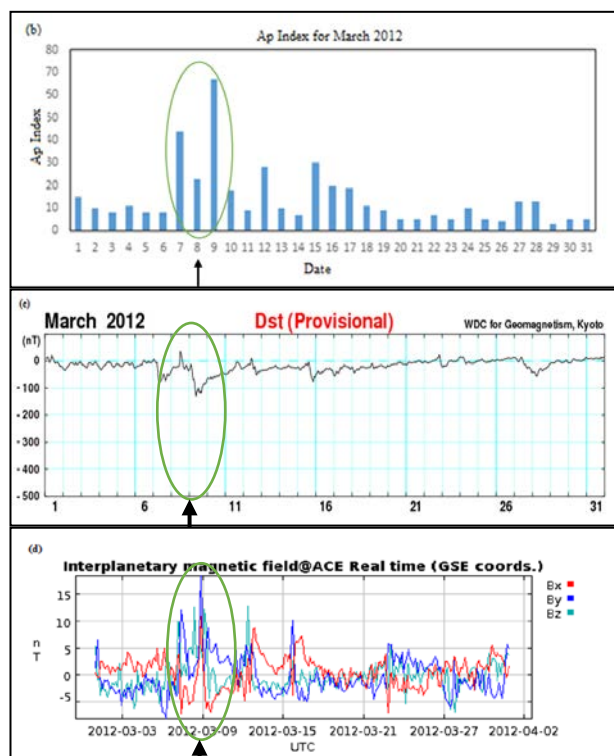 (b)
Ap Index for March 2012
80
70
60
50
40
30
20
10
0
Ap Index
1 2 3 4 5 6 7 8 9 10 11 12 13 14 15 16 17 18 19 20 21 22 23 24 25 26 27 28 29 30 31
Date
(c)
March 2012 Dst (Provisional) WDC for Geomagnetism, Kyoto
(nT)
0
-100
-200
-300
-400
-500
1 6 11 16 21 26 31
(d)
Interplanetary magnetic field@ACE Real time (GSE coords.)
Bx
By
Bz
15
10
5
0
-5
n
T
2012-03-03 2012-03-09 2012-03-15 2012-03-21 2012-03-27 2012-04-02
UTC